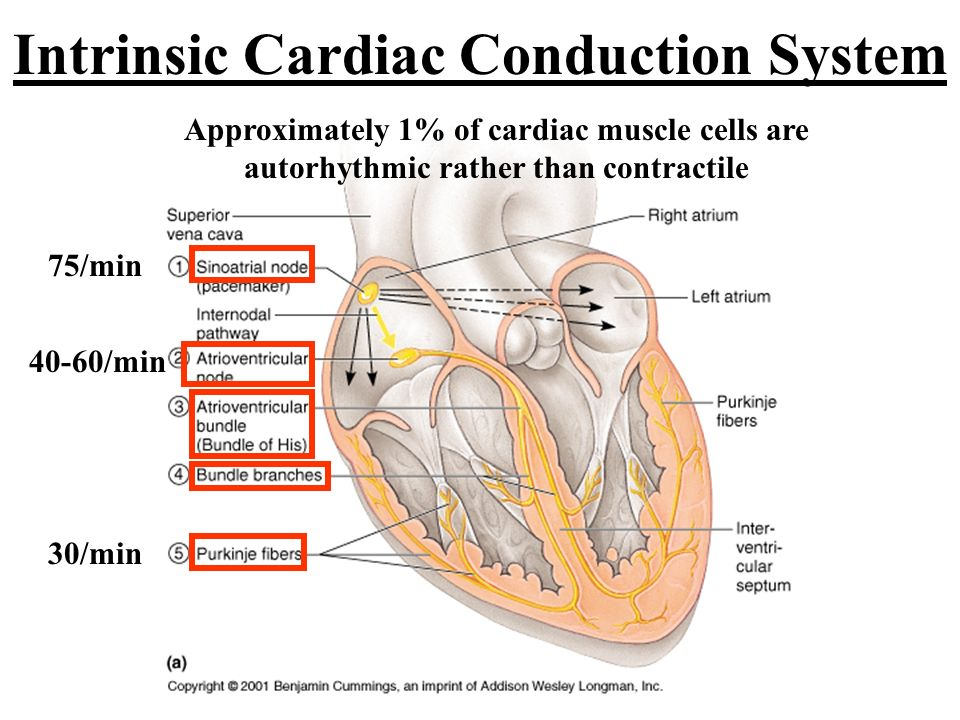 Intrinsic Cardiac Conduction System
Approximately 1% of cardiac muscle cells are
autorhythmic rather than contractile
Superior
vena cava
Right atrium
75/min
1 Sinoatrial node
(pacemaker)
Left atrium
Internodal
pathway
40-60/min
2 Atrioventricular
node
3 Atrioventricular
bundle
(Bundle of His)
Purkinje
fibers
4 Bundle branches
30/min
5 Purkinje fibers
Inter-
ventri-
cular
septum
(a)
Copyright © 2001 Benjamin Cummings, an imprint of Addison Wesley Longman, Inc.